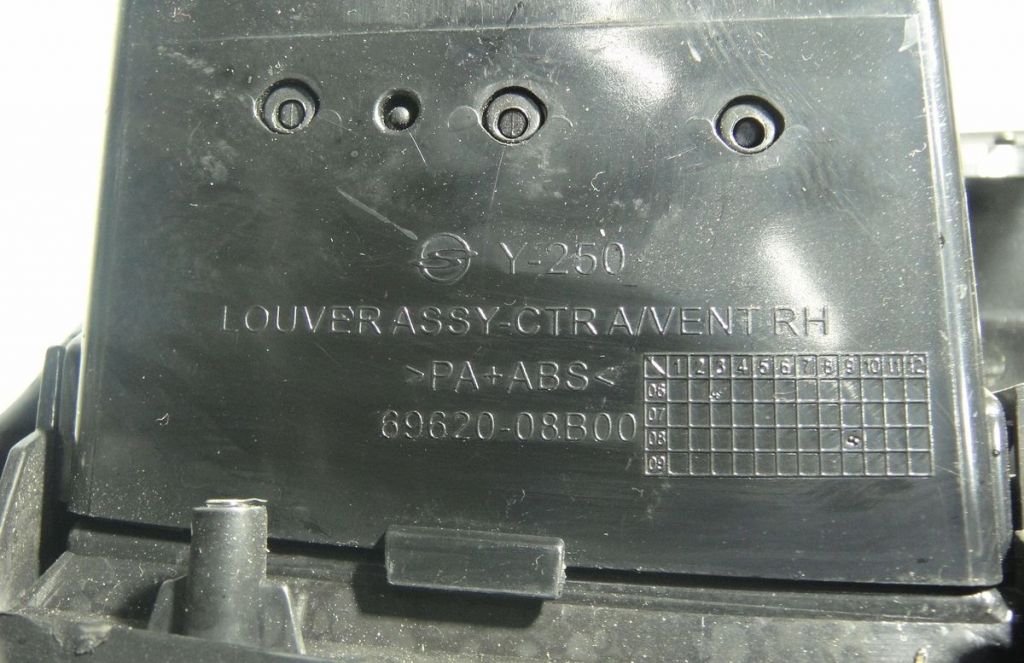 Y-250
LOUVER ASSY-CTR A/VENT RH
>PA+ABS<
69620-08B00
1 2 3 4 5 6 7 8 9 10 11 12
06
07
08
09